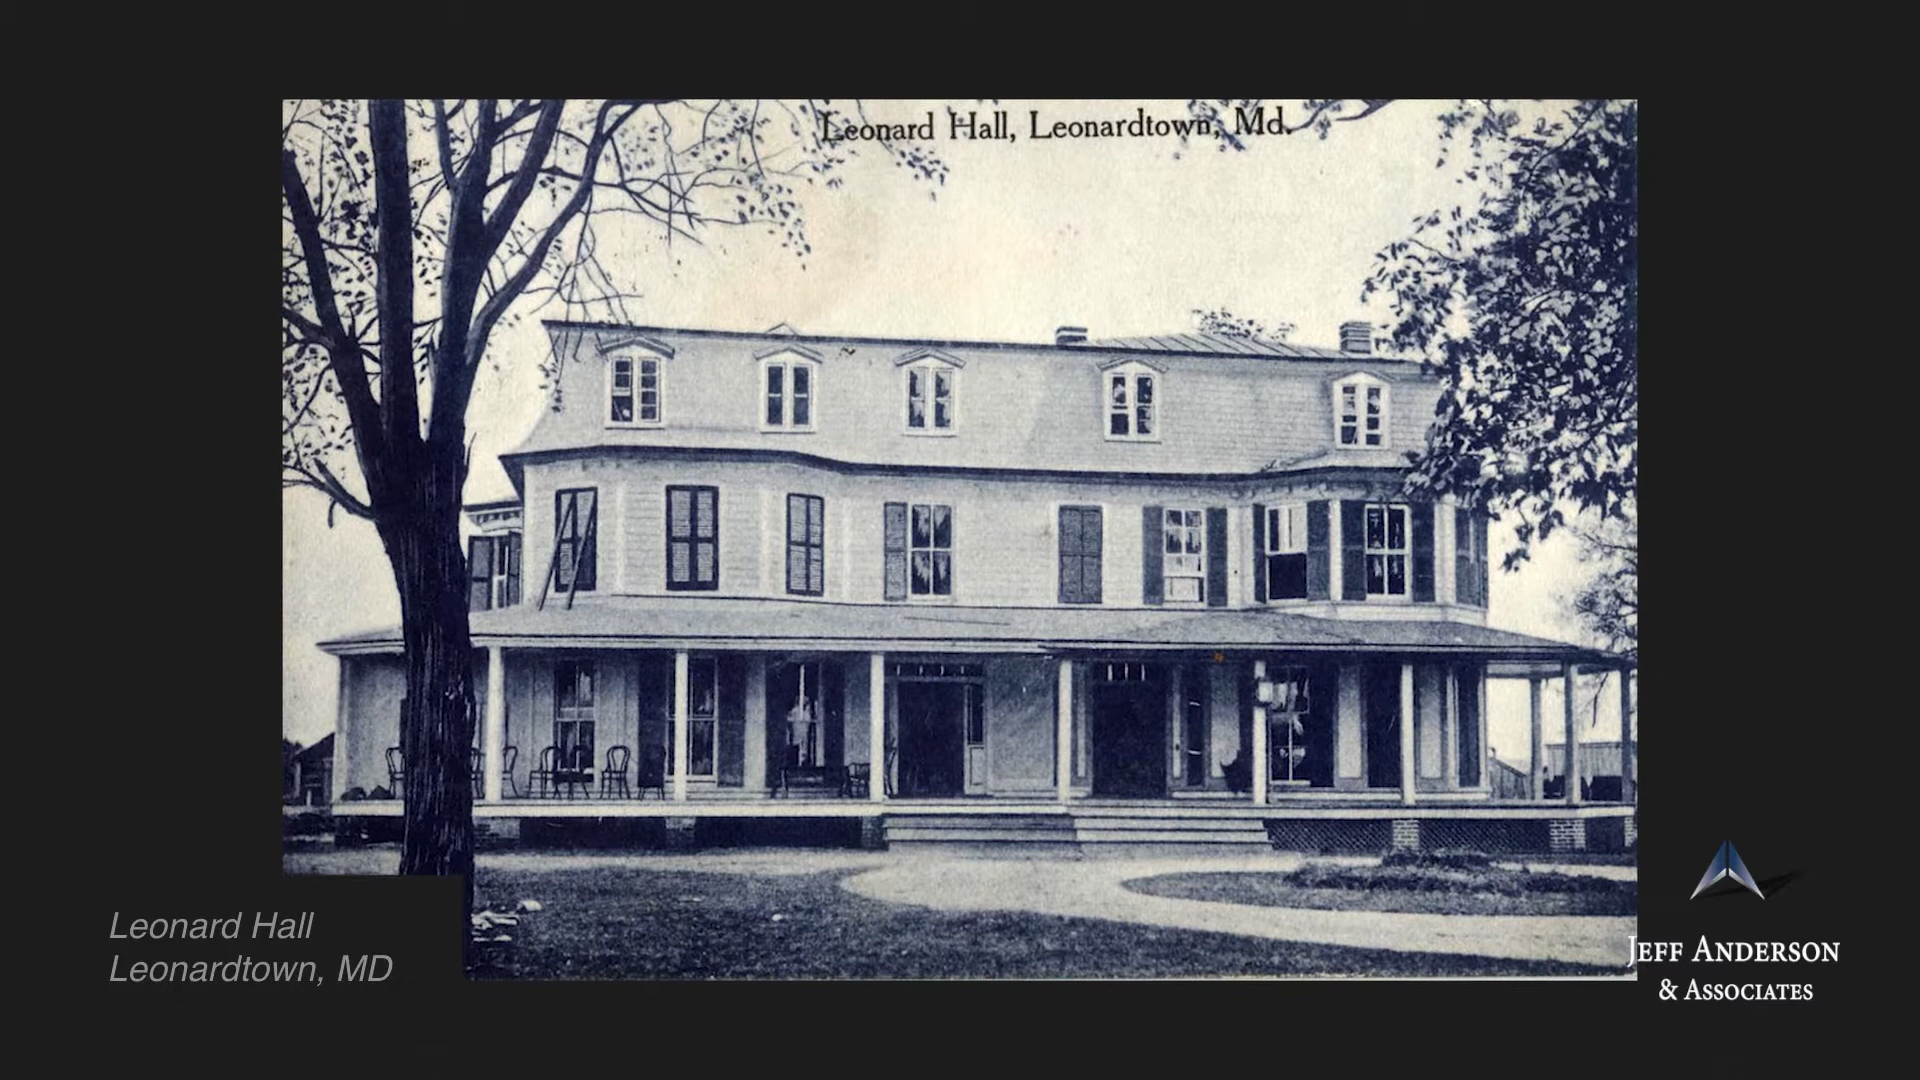 Leonard Hall, Leonardtown, Md.
Leonard Hall
Leonardtown, MD
JEFF ANDERSON
& ASSOCIATES